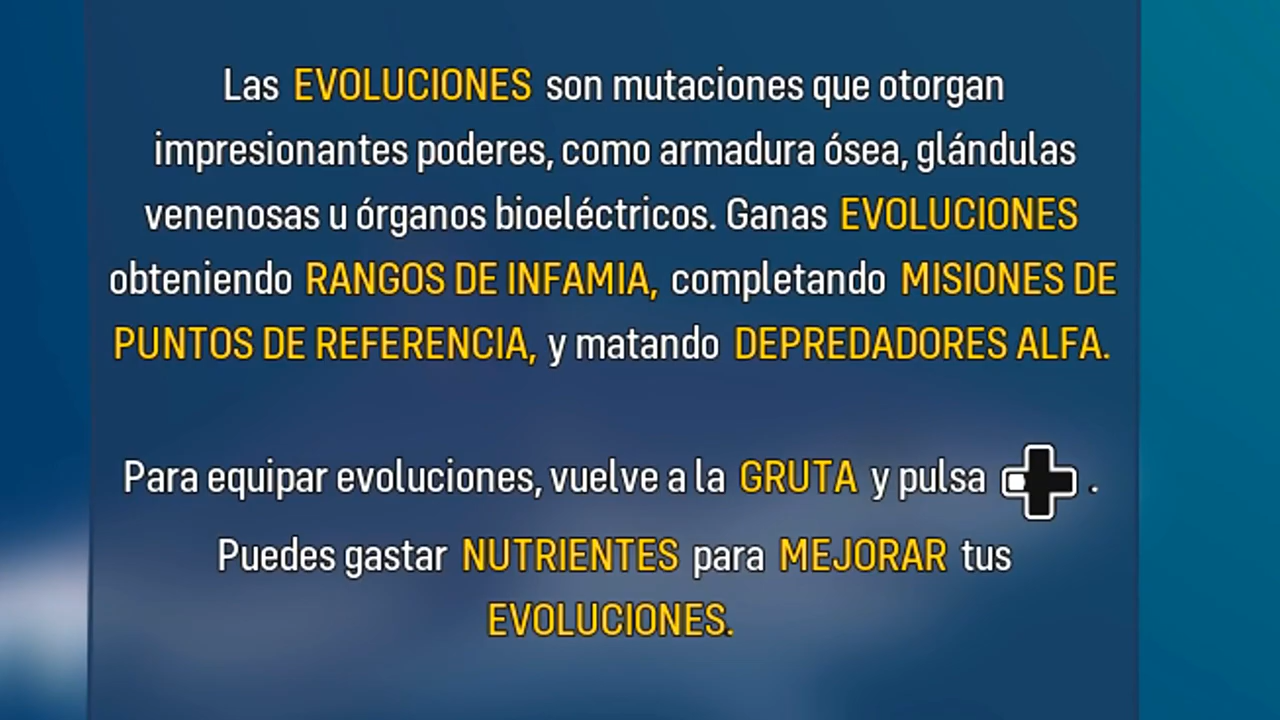 Las EVOLUCIONES son mutaciones que otorgan
impresionantes poderes, como armadura ósea, glándulas
venenosas u órganos bioeléctricos. Ganas EVOLUCIONES
obteniendo RANGOS DE INFAMIA, completando MISIONES DE
PUNTOS DE REFERENCIA, y matando DEPREDADORES ALFA.
Para equipar evoluciones, vuelve a la GRUTA y pulsa .
Puedes gastar NUTRIENTES para MEJORAR tus
EVOLUCIONES.